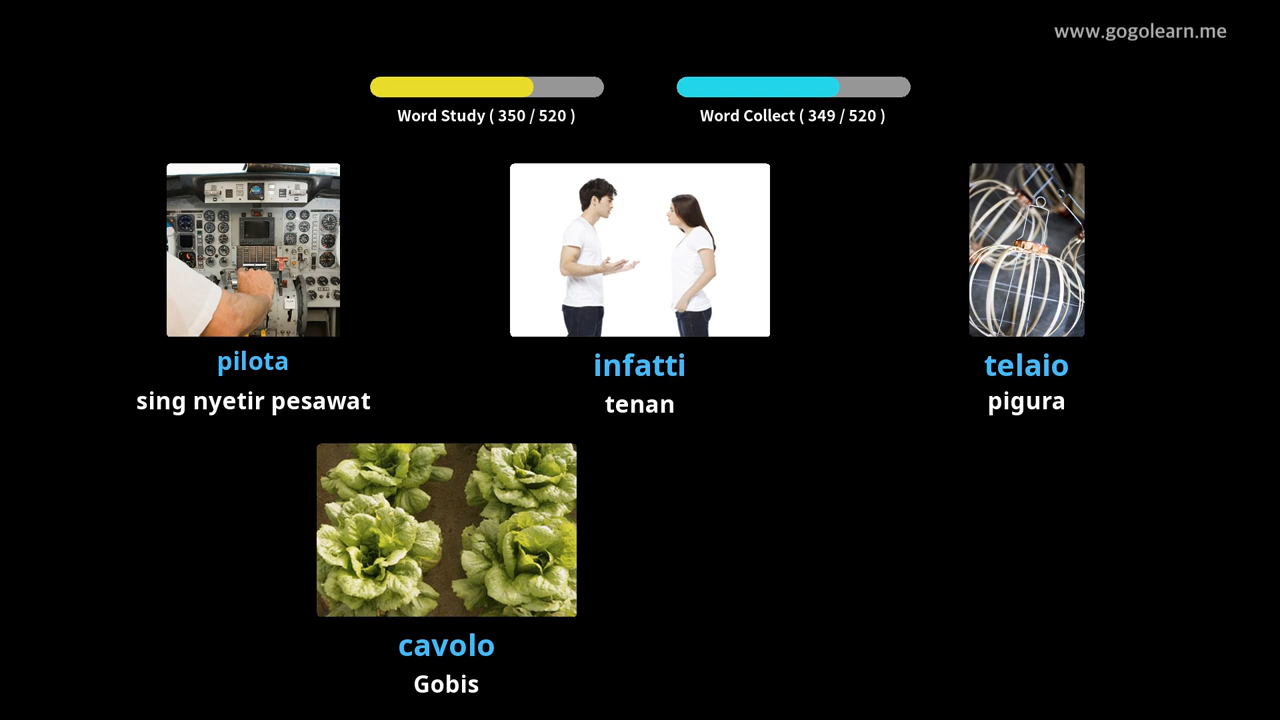 www.gogolearn.me
Word Study ( 350 / 520 )
Word Collect ( 349 / 520 )
pilota
sing nyetir pesawat
infatti
tenan
telaio
pigura
cavolo
Gobis